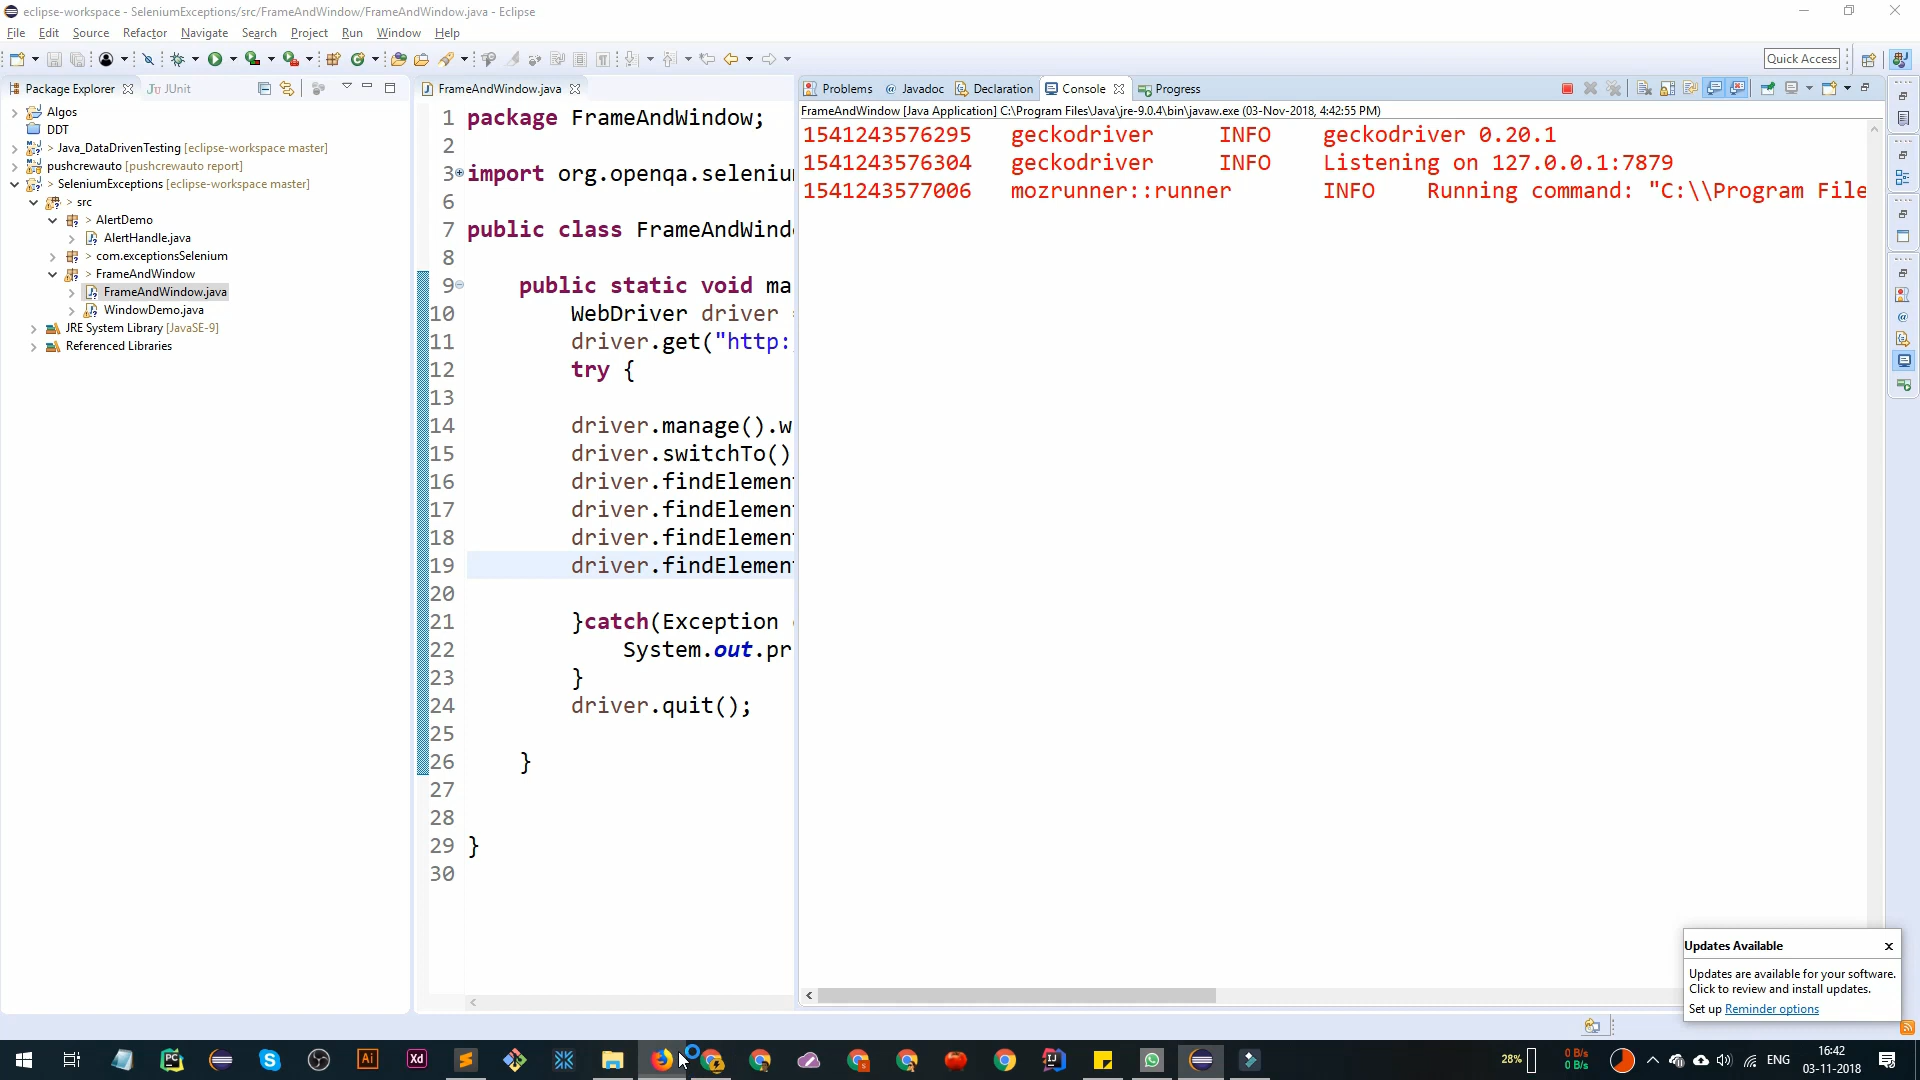 eclipse-workspace - SeleniumExceptions/src/FrameAndWindow/FrameAndWindow.java - Eclipse
File Edit Source Refactor Navigate Search Project Run Window Help
Quick Access
Package Explorer JUnit
Algos
DDT
> Java_DataDrivenTesting [eclipse-workspace master]
pushcrewauto [pushcrewauto report]
> SeleniumExceptions [eclipse-workspace master]
> src
> AlertDemo
AlertHandle.java
> com.exceptionsSelenium
> FrameAndWindow
FrameAndWindow.java
WindowDemo.java
JRE System Library [JavaSE-9]
Referenced Libraries
FrameAndWindow.java
1 package FrameAndWindow;
2
3 import org.openqa.seleniu
6
7 public class FrameAndWind
8
9 public static void ma
10 WebDriver driver
11 driver.get("http:
12 try {
13
14 driver.manage().w
15 driver.switchTo()
16 driver.findElemen
17 driver.findElemen
18 driver.findElemen
19 driver.findElemen
20
21 }catch(Exception
22 System.out.pr
23 }
24 driver.quit();
25
26 }
27
28
29 }
30
Problems @ Javadoc Declaration Console Progress
FrameAndWindow [Java Application] C:\Program Files\Java\jre-9.0.4\bin\javaw.exe (03-Nov-2018, 4:42:55 PM)
1541243576295 geckodriver INFO geckodriver 0.20.1
1541243576304 geckodriver INFO Listening on 127.0.0.1:7879
1541243577006 mozrunner::runner INFO Running command: "C:\\Program File
Updates Available
Updates are available for your software.
Click to review and install updates.
Set up Reminder options
Ai Xd
28%
0 B/s
0 B/s
ENG
16:42
03-11-2018